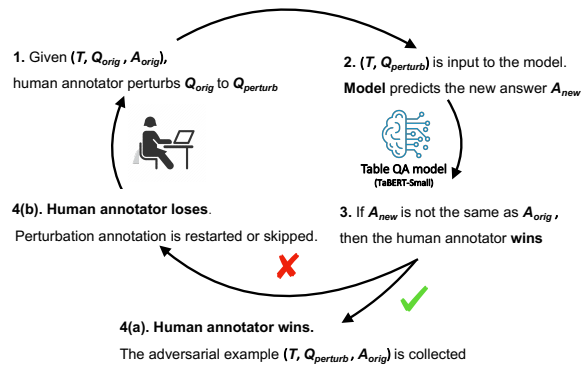 1. Given (T, Q_orig , A_orig),
human annotator perturbs Q_orig to Q_perturb
2. (T, Q_perturb) is input to the model.
Model predicts the new answer A_new
Table QA model
(TaBERT-Small)
3. If A_new is not the same as A_orig ,
then the human annotator wins
4(b). Human annotator loses.
Perturbation annotation is restarted or skipped.
4(a). Human annotator wins.
The adversarial example (T, Q_perturb , A_orig) is collected